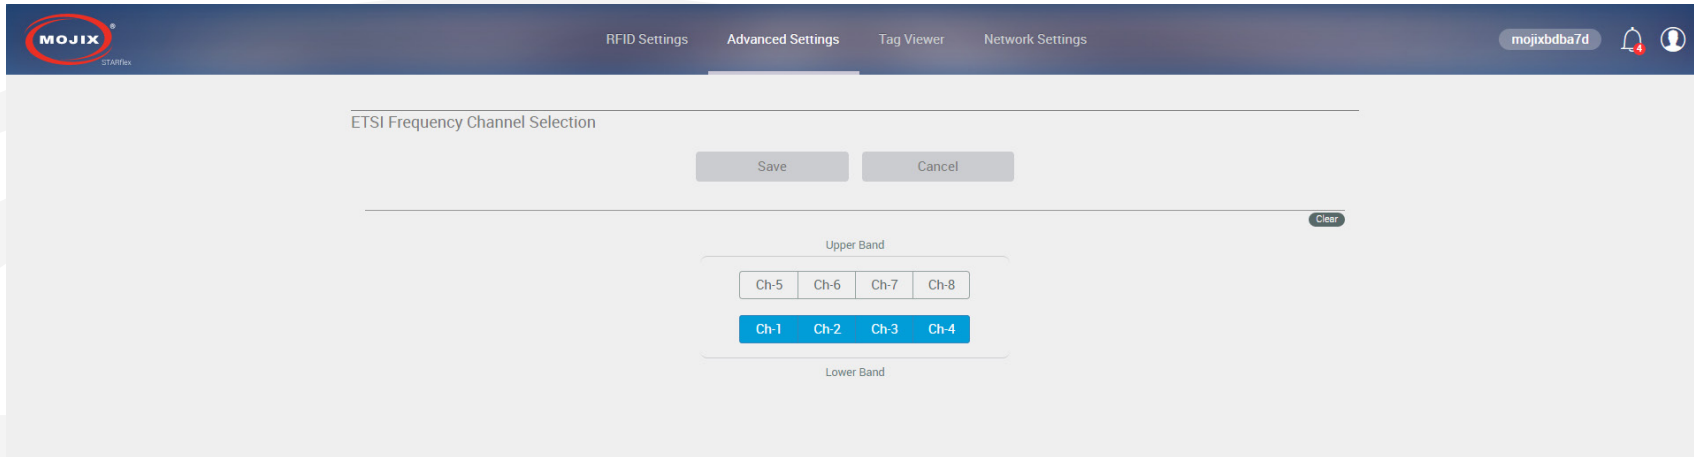 MOJIX ®
STARflex
RFID Settings Advanced Settings Tag Viewer Network Settings
mojixbdba7d 4
ETSI Frequency Channel Selection
Save Cancel
Clear
Upper Band
Ch-5 Ch-6 Ch-7 Ch-8
Ch-1 Ch-2 Ch-3 Ch-4
Lower Band